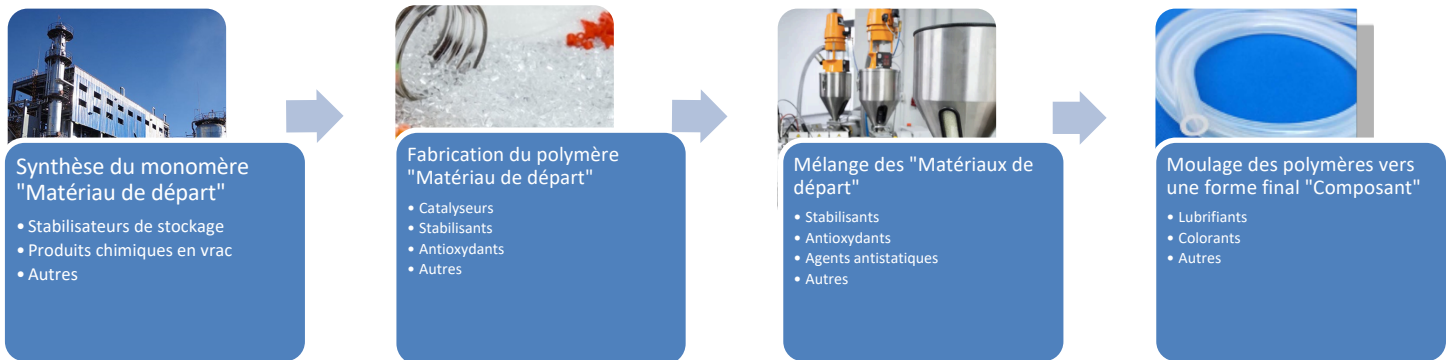 Synthèse du monomère
"Matériau de départ"
• Stabilisateurs de stockage
• Produits chimiques en vrac
• Autres
Fabrication du polymère
"Matériau de départ"
• Catalyseurs
• Stabilisants
• Antioxydants
• Autres
Mélange des "Matériaux de
départ"
• Stabilisants
• Antioxydants
• Agents antistatiques
• Autres
Moulage des polymères vers
une forme final "Composant"
• Lubrifiants
• Colorants
• Autres